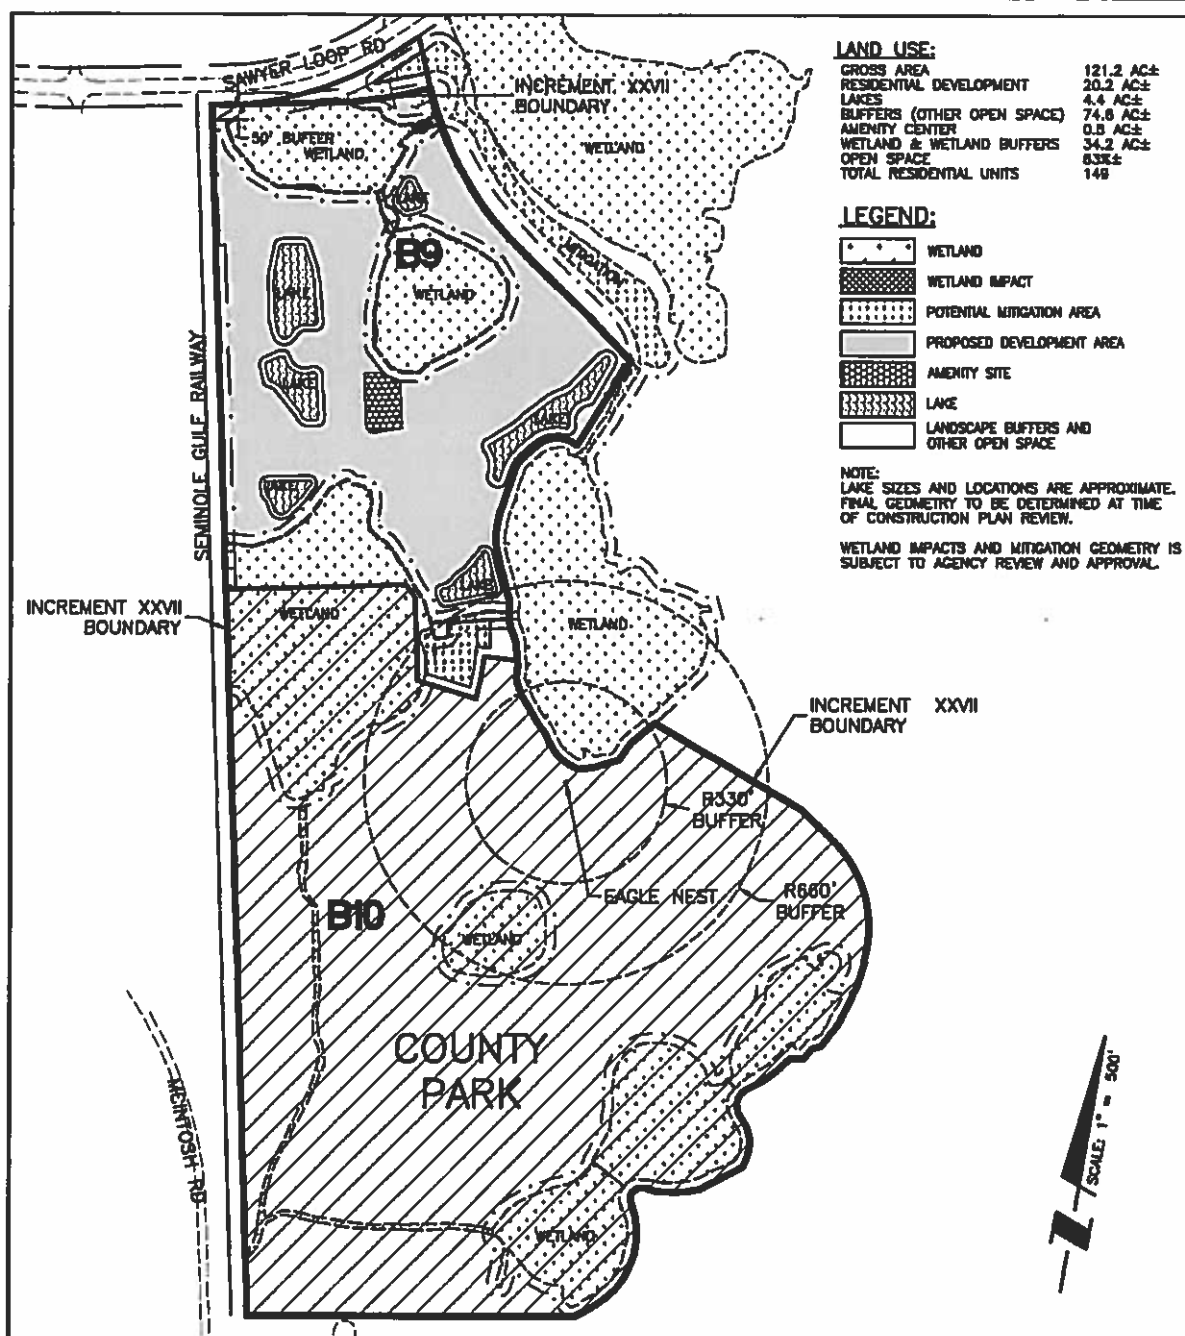 SAWYER LOOP RD
INCREMENT XXVII
BOUNDARY
LAND USE:
GROSS AREA 121.2 AC±
RESIDENTIAL DEVELOPMENT 20.2 AC±
LAKES 4.4 AC±
BUFFERS (OTHER OPEN SPACE) 74.6 AC±
AMENITY CENTER 0.8 AC±
WETLAND & WETLAND BUFFERS 34.2 AC±
OPEN SPACE 83%±
TOTAL RESIDENTIAL UNITS 149
50' BUFFER
WETLAND
WETLAND
LEGEND:
WETLAND
WETLAND IMPACT
POTENTIAL MITIGATION AREA
PROPOSED DEVELOPMENT AREA
AMENITY SITE
LAKE
LANDSCAPE BUFFERS AND
OTHER OPEN SPACE
LAKE
B9
WETLAND
MITIGATION
LAKE
LAKE
LAKE
LAKE
SEMINOLE GULF RAILWAY
NOTE:
LAKE SIZES AND LOCATIONS ARE APPROXIMATE.
FINAL GEOMETRY TO BE DETERMINED AT TIME
OF CONSTRUCTION PLAN REVIEW.
WETLAND IMPACTS AND MITIGATION GEOMETRY IS
SUBJECT TO AGENCY REVIEW AND APPROVAL.
LAKE
INCREMENT XXVII
BOUNDARY
WETLAND
WETLAND
INCREMENT XXVII
BOUNDARY
R330'
BUFFER
EAGLE NEST
R660'
BUFFER
B10
WETLAND
COUNTY
PARK
MCINTOSH RD
WETLAND
SCALE: 1" = 500'
N